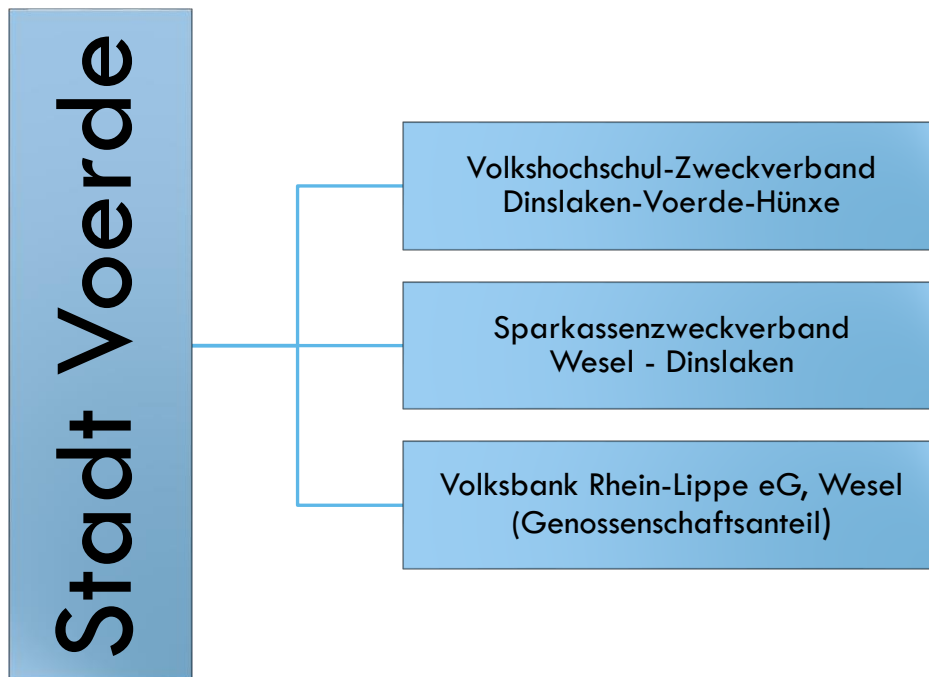 Stadt Voerde
Volkshochschul-Zweckverband
Dinslaken-Voerde-Hünxe
Sparkassenzweckverband
Wesel - Dinslaken
Volksbank Rhein-Lippe eG, Wesel
(Genossenschaftsanteil)